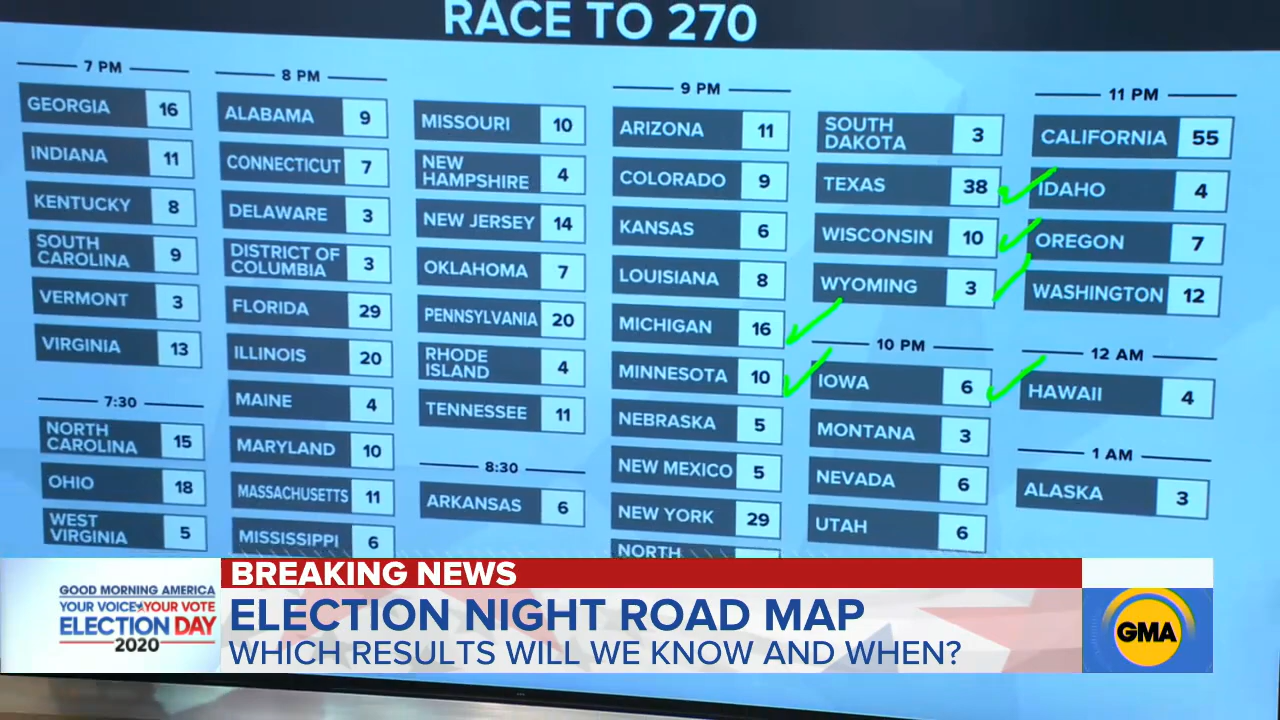 RACE TO 270
7 PM
GEORGIA 16
INDIANA 11
KENTUCKY 8
SOUTH
CAROLINA 9
VERMONT 3
VIRGINIA 13
7:30
NORTH
CAROLINA 15
OHIO 18
WEST
VIRGINIA 5
8 PM
ALABAMA 9
CONNECTICUT 7
DELAWARE 3
DISTRICT OF
COLUMBIA 3
FLORIDA 29
ILLINOIS 20
MAINE 4
MARYLAND 10
MASSACHUSETTS 11
MISSISSIPPI 6
MISSOURI 10
NEW
HAMPSHIRE 4
NEW JERSEY 14
OKLAHOMA 7
PENNSYLVANIA 20
RHODE
ISLAND 4
TENNESSEE 11
8:30
ARKANSAS 6
9 PM
ARIZONA 11
COLORADO 9
KANSAS 6
LOUISIANA 8
MICHIGAN 16
MINNESOTA 10
NEBRASKA 5
NEW MEXICO 5
NEW YORK 29
NORTH
SOUTH
DAKOTA 3
TEXAS 38
WISCONSIN 10
WYOMING 3
10 PM
IOWA 6
MONTANA 3
NEVADA 6
UTAH 6
11 PM
CALIFORNIA 55
IDAHO 4
OREGON 7
WASHINGTON 12
12 AM
HAWAII 4
1 AM
ALASKA 3
GOOD MORNING AMERICA
YOUR VOICE YOUR VOTE
ELECTION DAY
2020
BREAKING NEWS
ELECTION NIGHT ROAD MAP
WHICH RESULTS WILL WE KNOW AND WHEN?
GMA